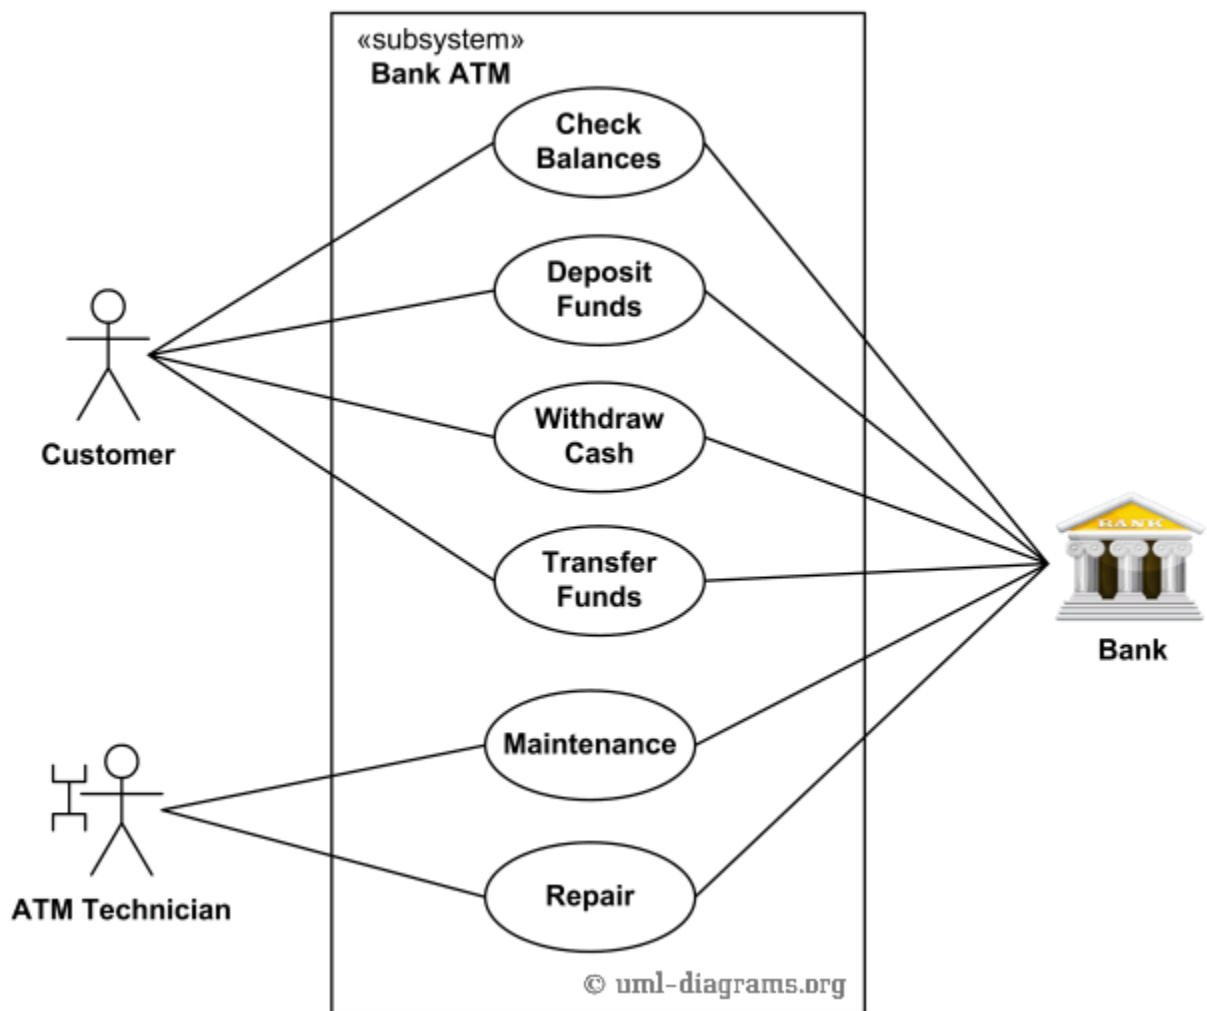 «subsystem»
Bank ATM
Check
Balances
Deposit
Funds
Customer
Withdraw
Cash
Transfer
Funds
BANK
Bank
Maintenance
ATM Technician
Repair
© uml-diagrams.org